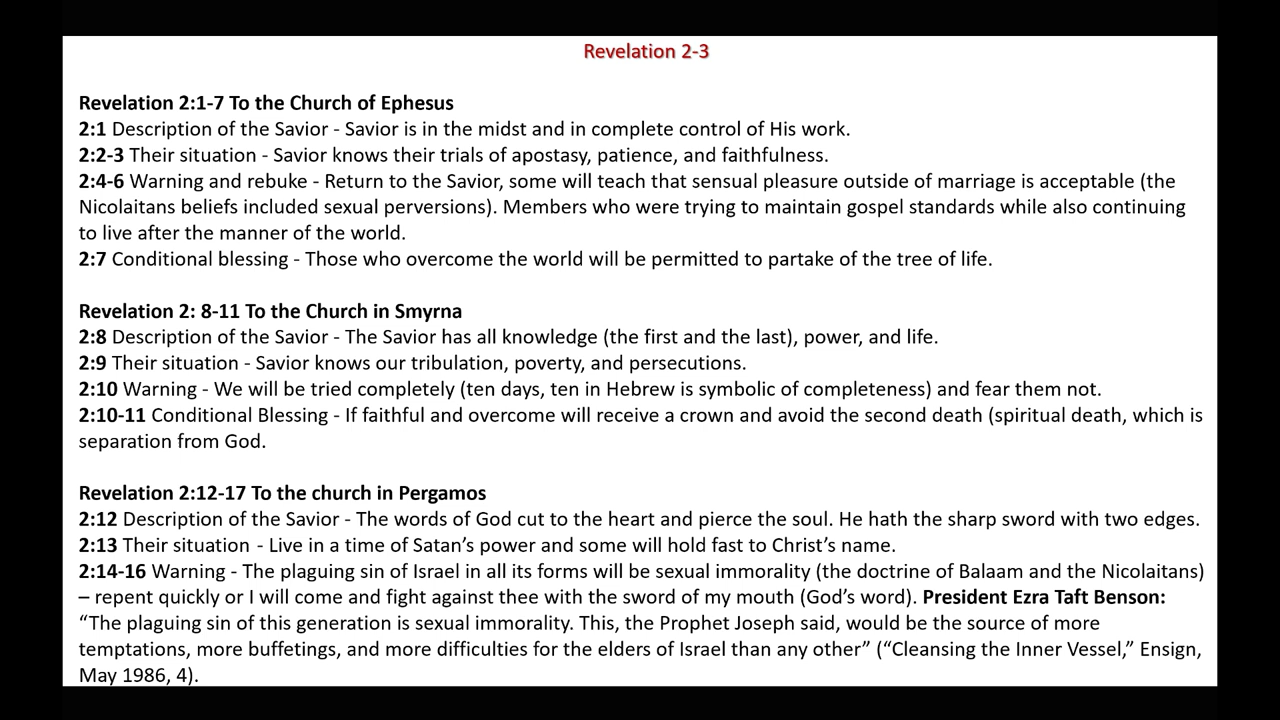 Revelation 2-3
Revelation 2:1-7 To the Church of Ephesus
2:1 Description of the Savior - Savior is in the midst and in complete control of His work.
2:2-3 Their situation - Savior knows their trials of apostasy, patience, and faithfulness.
2:4-6 Warning and rebuke - Return to the Savior, some will teach that sensual pleasure outside of marriage is acceptable (the
Nicolaitans beliefs included sexual perversions). Members who were trying to maintain gospel standards while also continuing
to live after the manner of the world.
2:7 Conditional blessing - Those who overcome the world will be permitted to partake of the tree of life.
Revelation 2: 8-11 To the Church in Smyrna
2:8 Description of the Savior - The Savior has all knowledge (the first and the last), power, and life.
2:9 Their situation - Savior knows our tribulation, poverty, and persecutions.
2:10 Warning - We will be tried completely (ten days, ten in Hebrew is symbolic of completeness) and fear them not.
2:10-11 Conditional Blessing - If faithful and overcome will receive a crown and avoid the second death (spiritual death, which is
separation from God.
Revelation 2:12-17 To the church in Pergamos
2:12 Description of the Savior - The words of God cut to the heart and pierce the soul. He hath the sharp sword with two edges.
2:13 Their situation - Live in a time of Satan’s power and some will hold fast to Christ’s name.
2:14-16 Warning - The plaguing sin of Israel in all its forms will be sexual immorality (the doctrine of Balaam and the Nicolaitans)
– repent quickly or I will come and fight against thee with the sword of my mouth (God’s word). President Ezra Taft Benson:
“The plaguing sin of this generation is sexual immorality. This, the Prophet Joseph said, would be the source of more
temptations, more buffetings, and more difficulties for the elders of Israel than any other” (“Cleansing the Inner Vessel,” Ensign,
May 1986, 4).